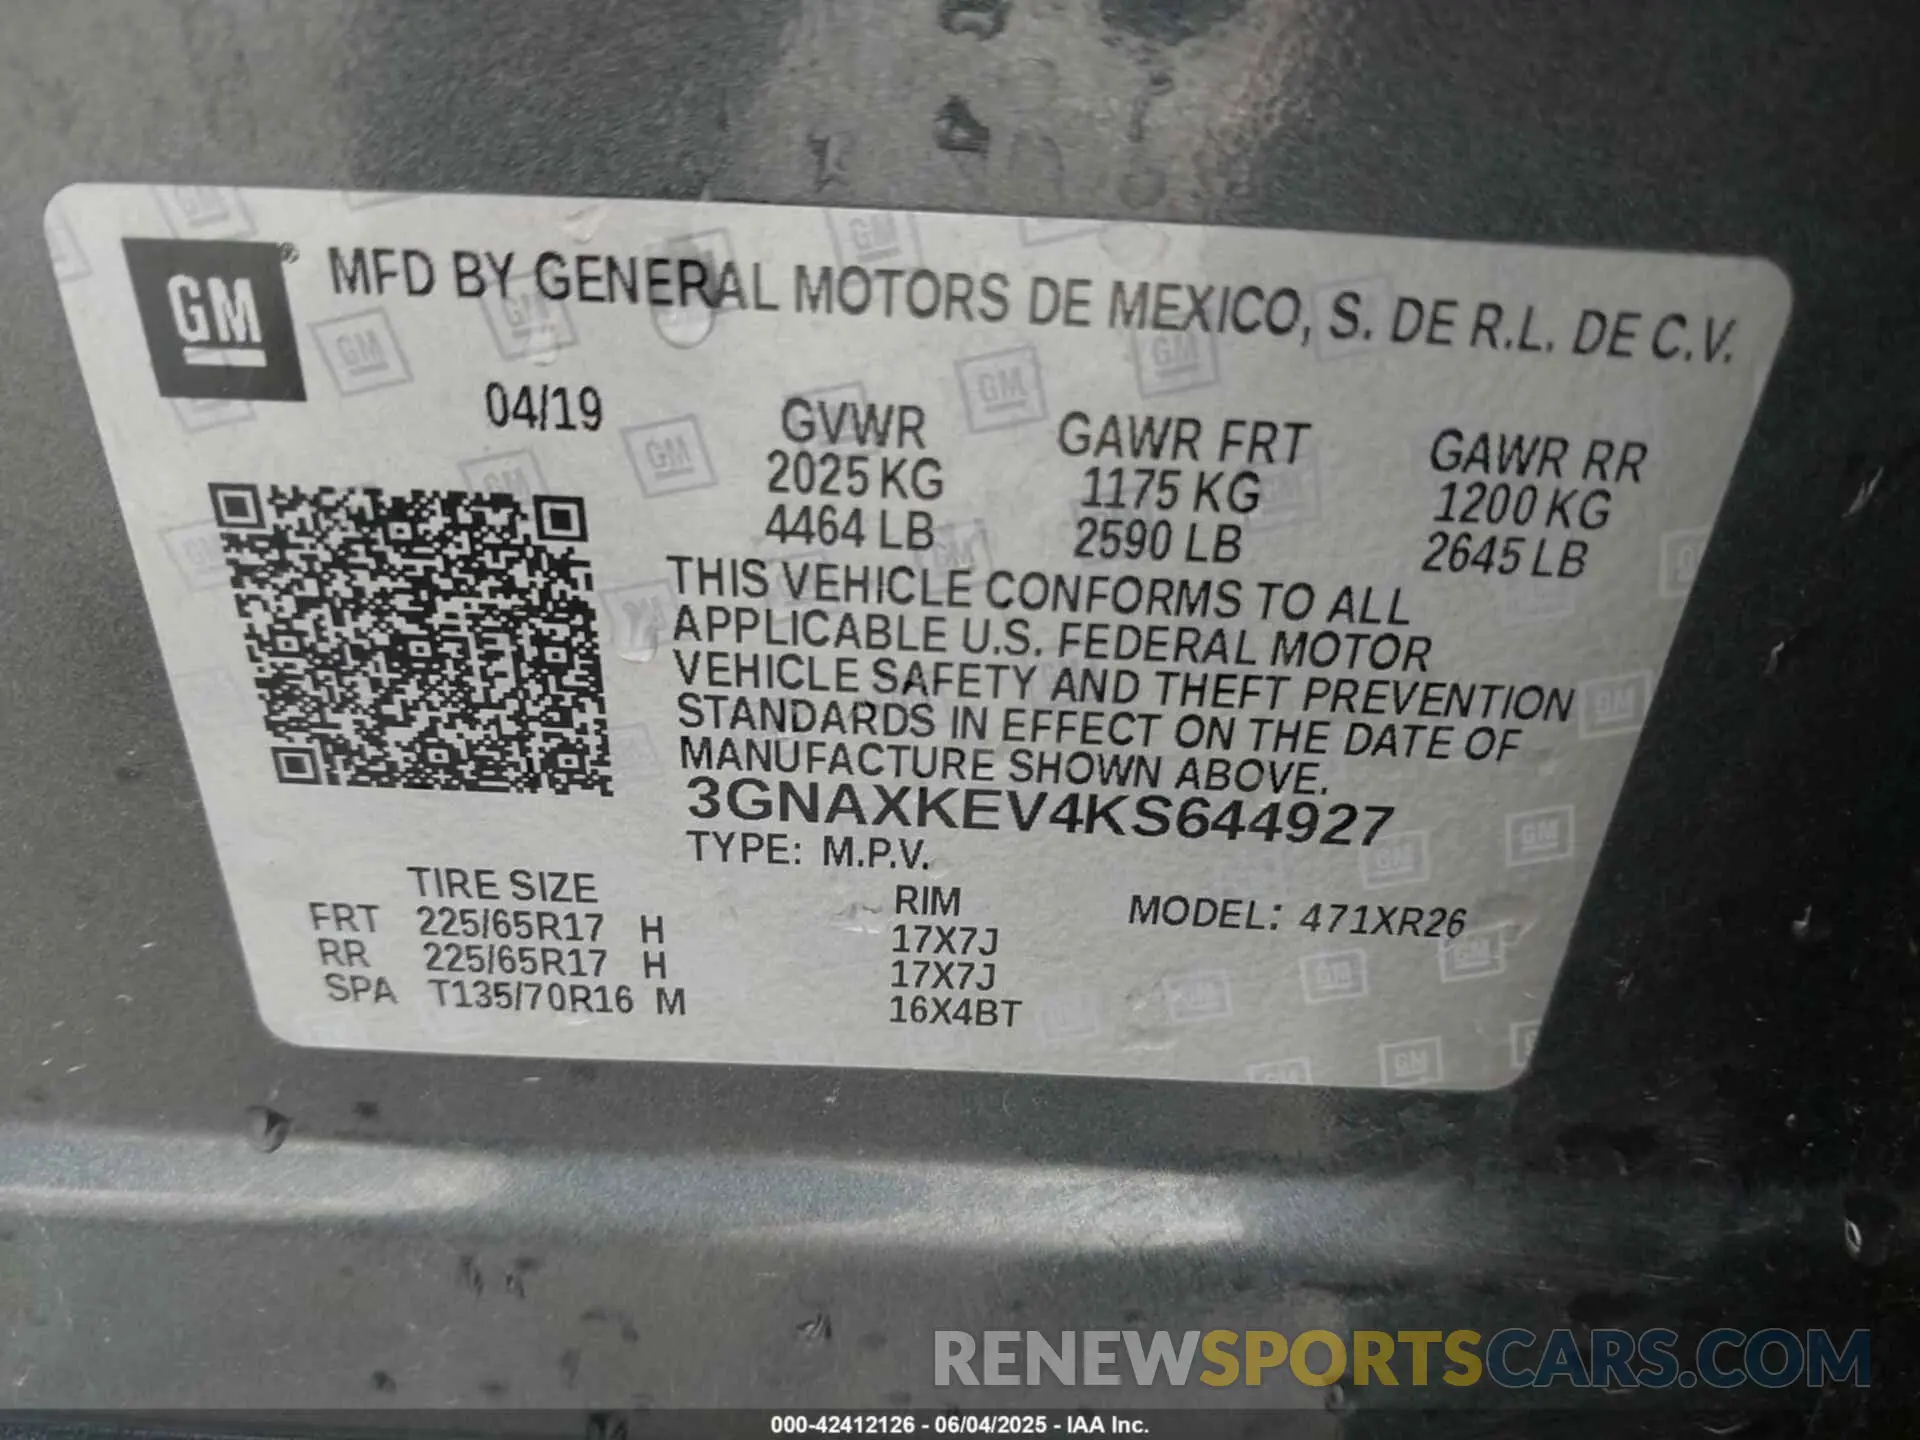 GM® MFD BY GENERAL MOTORS DE MEXICO, S. DE R.L. DE C.V.
04/19
GVWR GAWR FRT GAWR RR
2025 KG 1175 KG 1200 KG
4464 LB 2590 LB 2645 LB
THIS VEHICLE CONFORMS TO ALL
APPLICABLE U.S. FEDERAL MOTOR
VEHICLE SAFETY AND THEFT PREVENTION
STANDARDS IN EFFECT ON THE DATE OF
MANUFACTURE SHOWN ABOVE.
3GNAXKEV4KS644927
TYPE: M.P.V.
TIRE SIZE RIM MODEL: 471XR26
FRT 225/65R17 H 17X7J
RR 225/65R17 H 17X7J
SPA T135/70R16 M 16X4BT
RENEWSPORTSCARS.COM
000-42412126 - 06/04/2025 - IAA Inc.